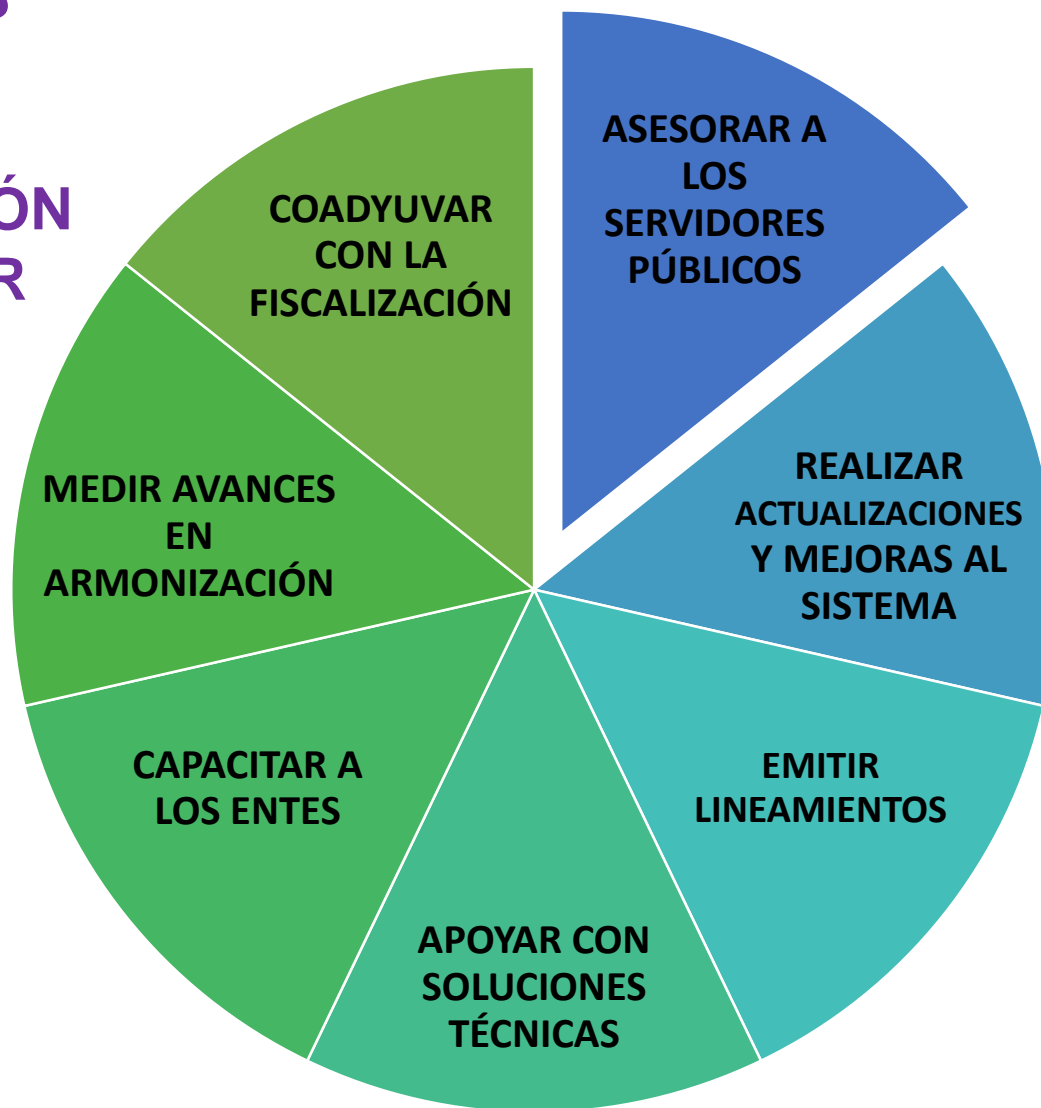 ÓN
R
ASESORAR A
LOS
SERVIDORES
PÚBLICOS
REALIZAR
ACTUALIZACIONES
Y MEJORAS AL
SISTEMA
EMITIR
LINEAMIENTOS
APOYAR CON
SOLUCIONES
TÉCNICAS
CAPACITAR A
LOS ENTES
MEDIR AVANCES
EN
ARMONIZACIÓN
COADYUVAR
CON LA
FISCALIZACIÓN